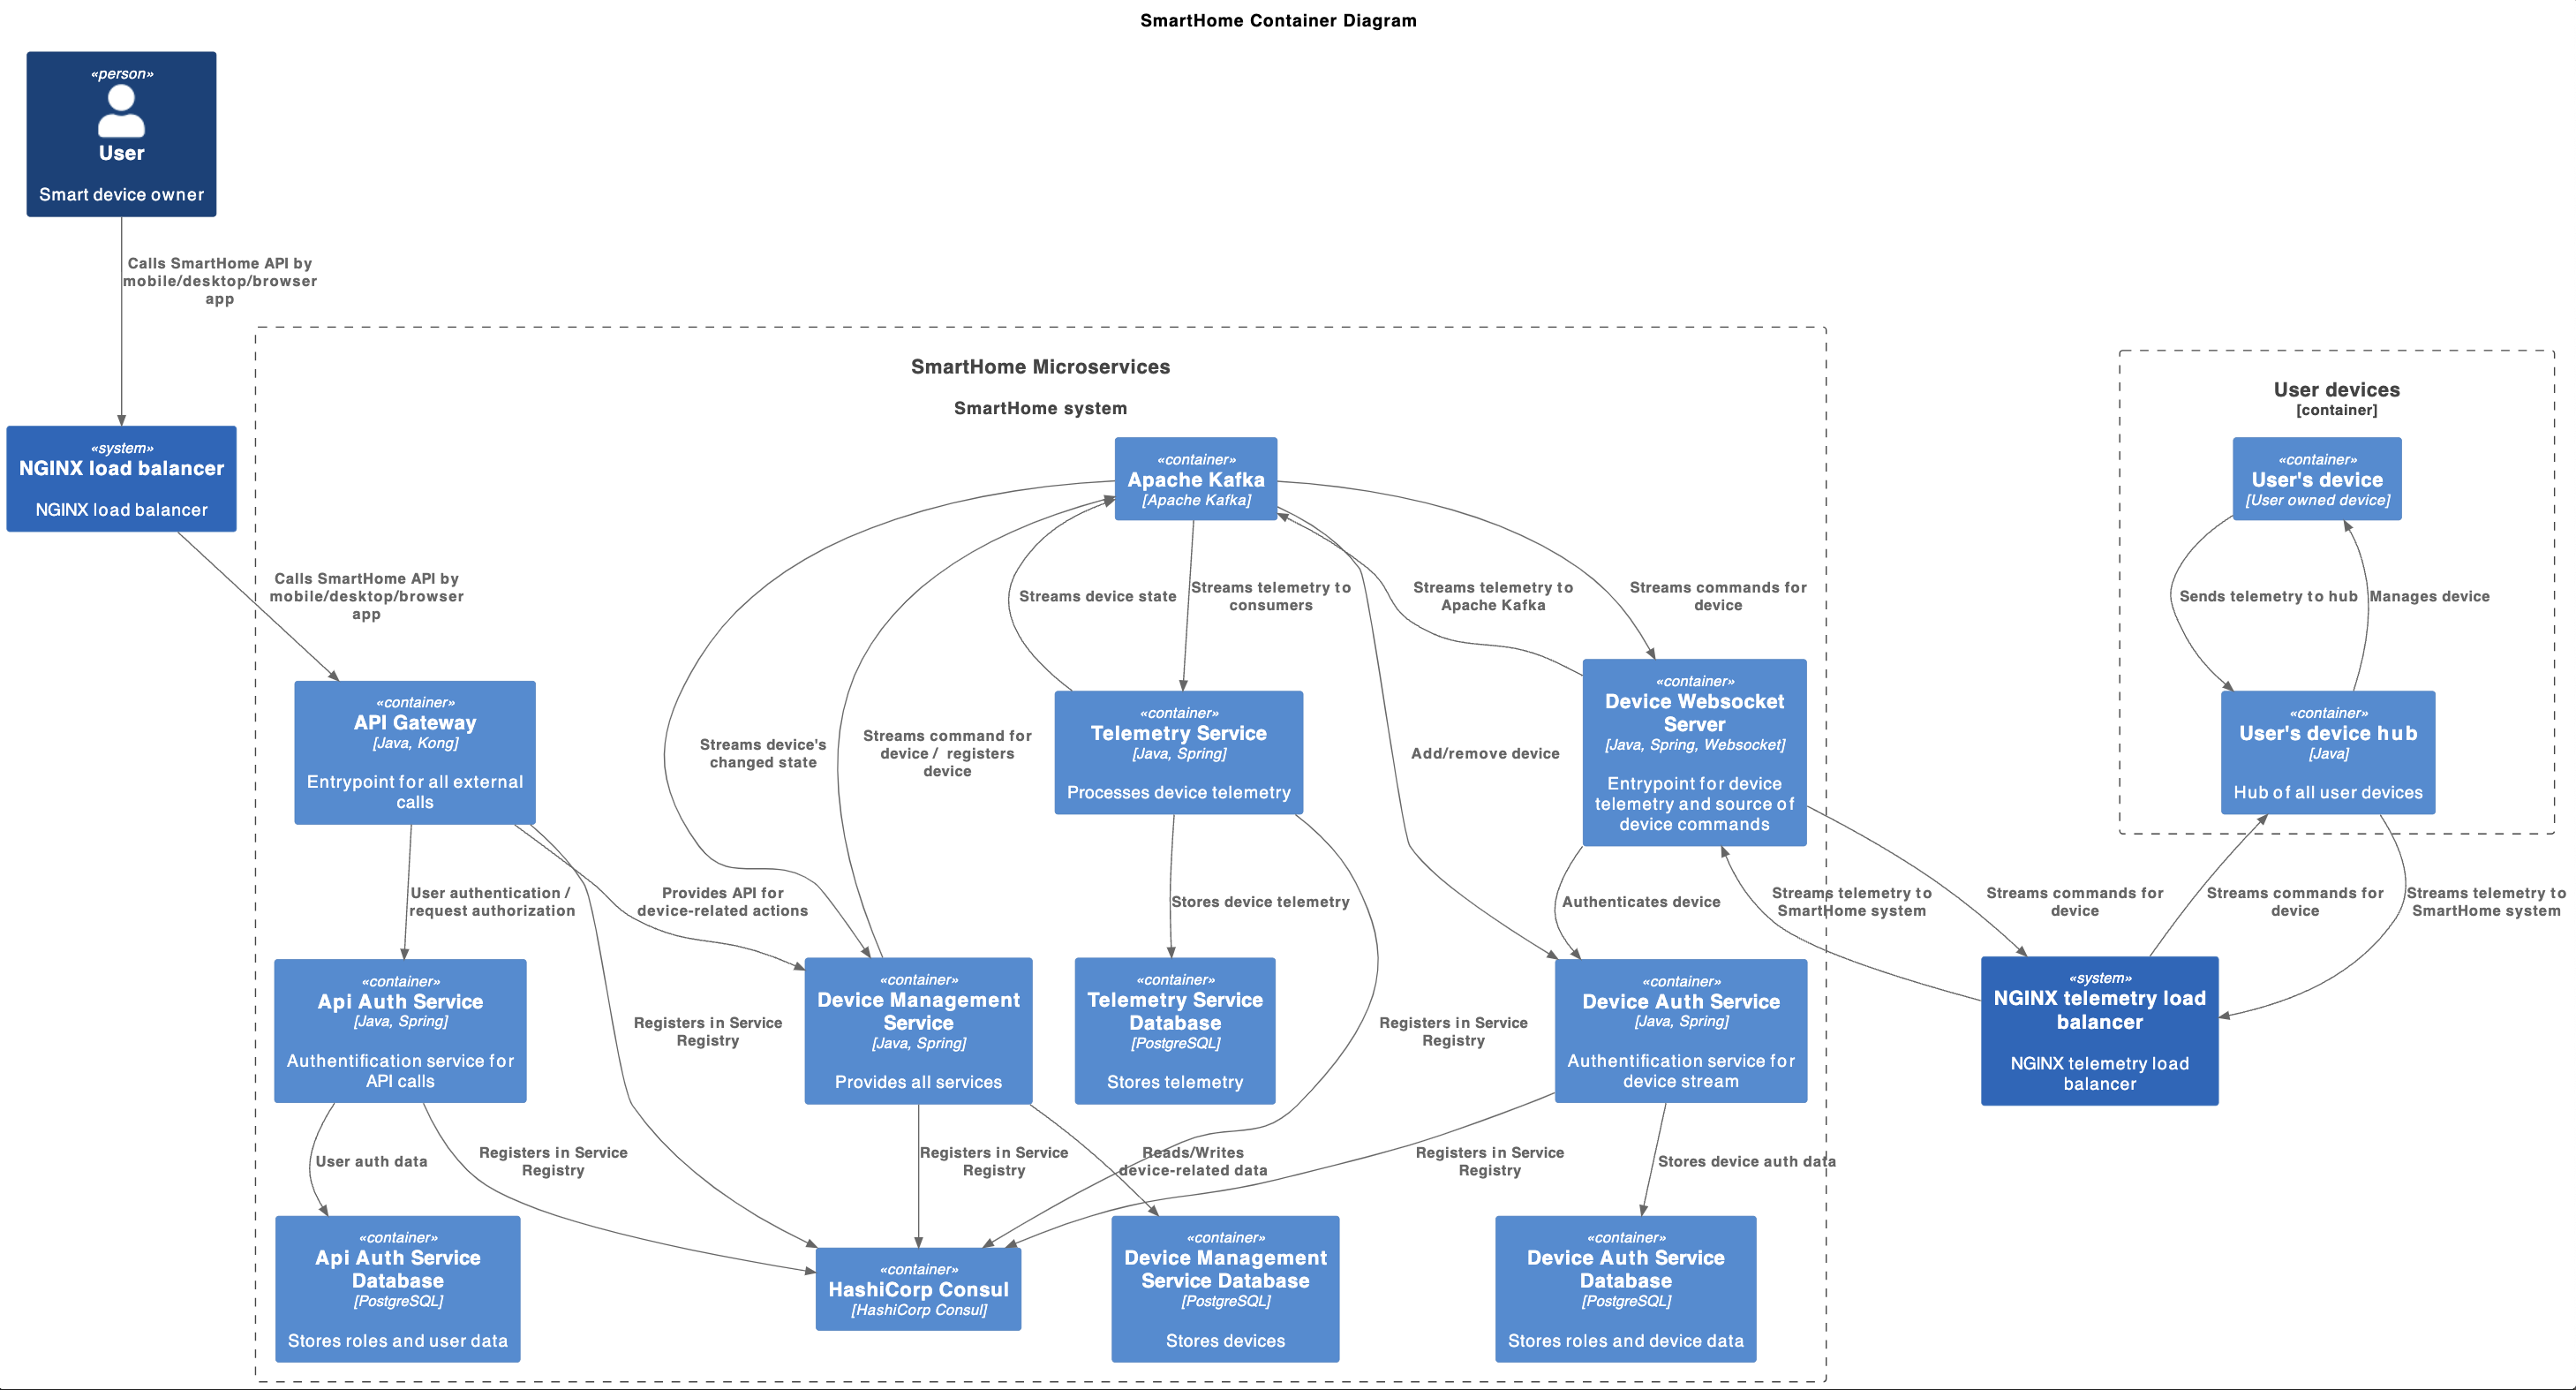 SmartHome Container Diagram
«person»
User
Smart device owner
Calls SmartHome API by
mobile/desktop/browser
app
SmartHome Microservices
SmartHome system
User devices
[container]
«system»
NGINX load balancer
NGINX load balancer
«container»
Apache Kafka
[Apache Kafka]
«container»
User's device
[User owned device]
Calls SmartHome API by
mobile/desktop/browser
app
Streams device state
Streams telemetry to
consumers
Streams telemetry to
Apache Kafka
Streams commands for
device
Sends telemetry to hub
Manages device
«container»
API Gateway
[Java, Kong]
Entrypoint for all external
calls
Streams device's
changed state
Streams command for
device / registers
device
«container»
Telemetry Service
[Java, Spring]
Processes device telemetry
Add/remove device
«container»
Device Websocket
Server
[Java, Spring, Websocket]
Entrypoint for device
telemetry and source of
device commands
«container»
User's device hub
[Java]
Hub of all user devices
User authentication /
request authorization
Provides API for
device-related actions
Stores device telemetry
Authenticates device
Streams telemetry to
SmartHome system
Streams commands for
device
Streams commands for
device
Streams telemetry to
SmartHome system
«container»
Api Auth Service
[Java, Spring]
Authentification service for
API calls
Registers in Service
Registry
«container»
Device Management
Service
[Java, Spring]
Provides all services
«container»
Telemetry Service
Database
[PostgreSQL]
Stores telemetry
Registers in Service
Registry
«container»
Device Auth Service
[Java, Spring]
Authentification service for
device stream
«system»
NGINX telemetry load
balancer
NGINX telemetry load
balancer
User auth data
Registers in Service
Registry
Registers in Service
Registry
Reads/Writes
device-related data
Registers in Service
Registry
Stores device auth data
«container»
Api Auth Service
Database
[PostgreSQL]
Stores roles and user data
«container»
HashiCorp Consul
[HashiCorp Consul]
«container»
Device Management
Service Database
[PostgreSQL]
Stores devices
«container»
Device Auth Service
Database
[PostgreSQL]
Stores roles and device data